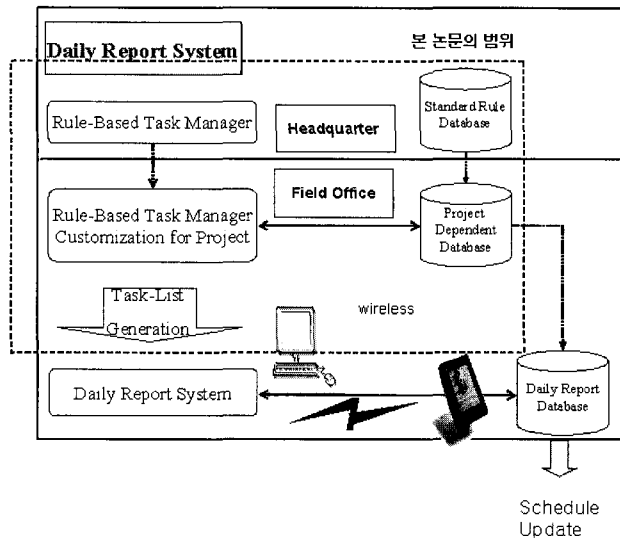 Daily Report System
본 논문의 범위
Standard Rule
Database
Rule-Based Task Manager
Headquarter
Field Office
Rule-Based Task Manager
Customization for Project
Project
Dependent
Database
Task-List
Generation
wireless
Daily Report System
Daily Report
Database
Schedule
Update